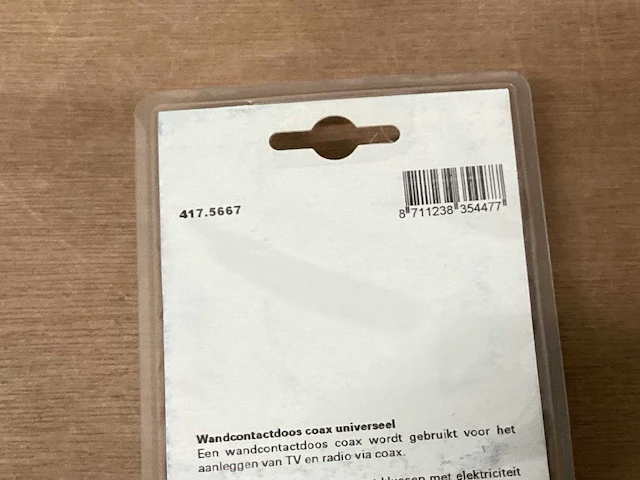 417.5667
8 711238 354477
Wandcontactdoos coax universeel
Een wandcontactdoos coax wordt gebruikt voor het
aanleggen van TV en radio via coax.
klussen met elektriciteit